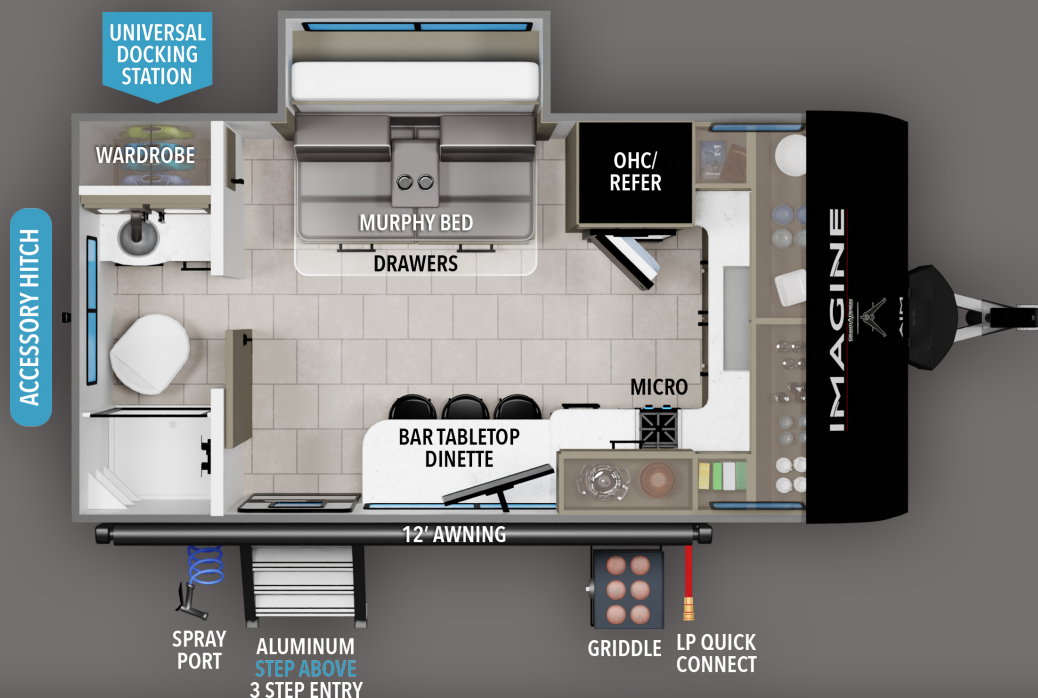 UNIVERSAL
DOCKING
STATION
WARDROBE
OHC/
REFER
MURPHY BED
DRAWERS
ACCESSORY HITCH
IMAGINE
AIM
MICRO
BAR TABLETOP
DINETTE
12' AWNING
SPRAY
PORT
ALUMINUM
STEP ABOVE
3 STEP ENTRY
GRIDDLE
LP QUICK
CONNECT